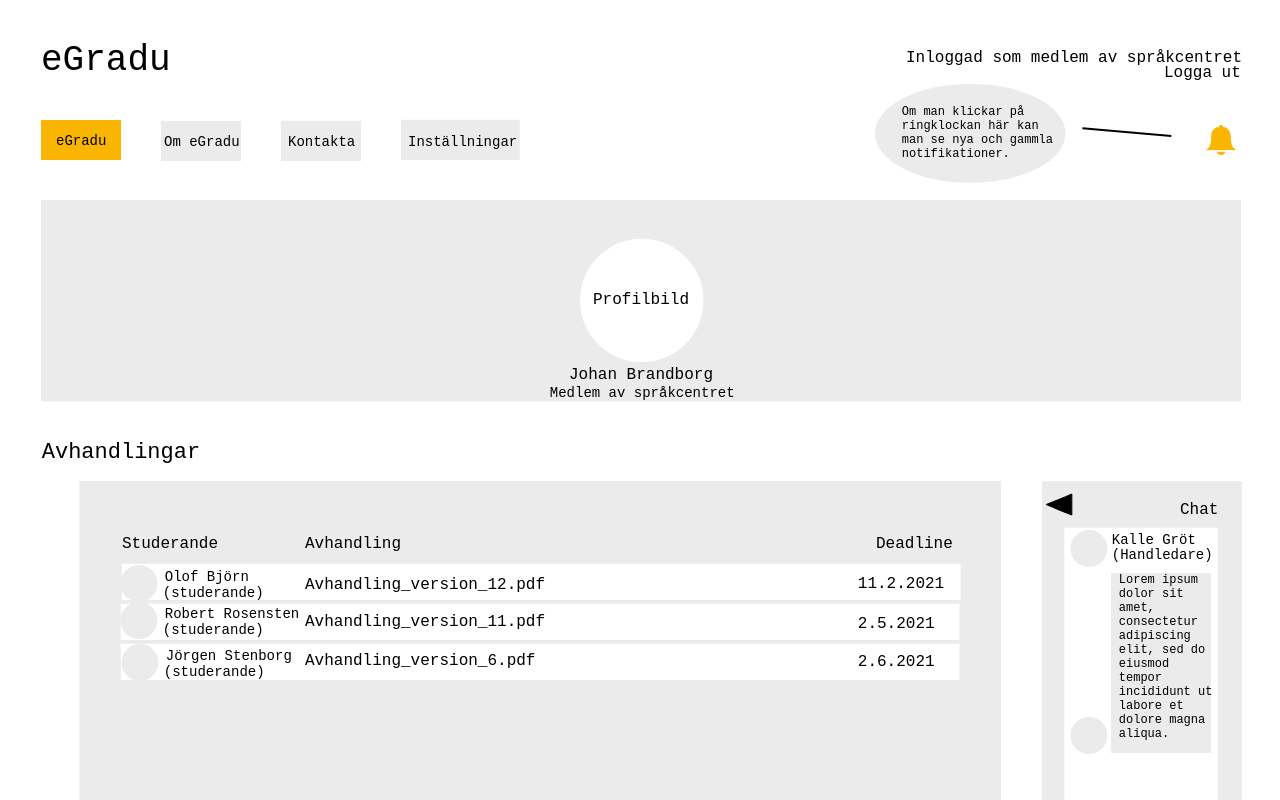 eGradu
Inloggad som medlem av språkcentret
Logga ut
eGradu
Om eGradu
Kontakta
Inställningar
Om man klickar på
ringklockan här kan
man se nya och gammla
notifikationer.
Profilbild
Johan Brandborg
Medlem av språkcentret
Avhandlingar
Studerande Avhandling Deadline
Olof Björn
(studerande)
Avhandling_version_12.pdf 11.2.2021
Robert Rosensten
(studerande)
Avhandling_version_11.pdf 2.5.2021
Jörgen Stenborg
(studerande)
Avhandling_version_6.pdf 2.6.2021
Chat
Kalle Gröt
(Handledare)
Lorem ipsum
dolor sit
amet,
consectetur
adipiscing
elit, sed do
eiusmod
tempor
incididunt ut
labore et
dolore magna
aliqua.